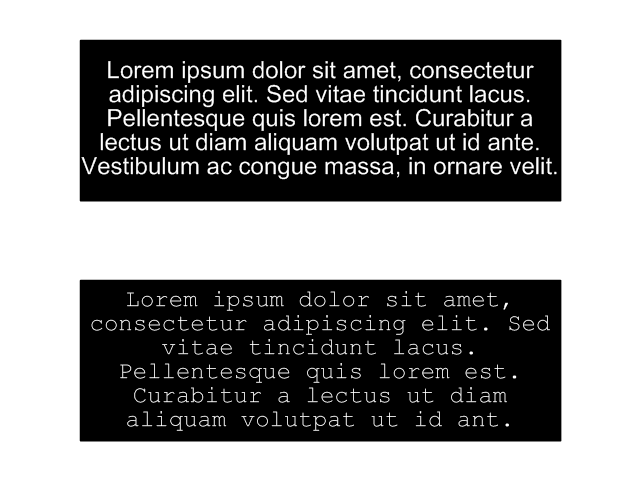 Lorem ipsum dolor sit amet, consectetur
adipiscing elit. Sed vitae tincidunt lacus.
Pellentesque quis lorem est. Curabitur a
lectus ut diam aliquam volutpat ut id ante.
Vestibulum ac congue massa, in ornare velit.
Lorem ipsum dolor sit amet,
consectetur adipiscing elit. Sed
vitae tincidunt lacus.
Pellentesque quis lorem est.
Curabitur a lectus ut diam
aliquam volutpat ut id ant.